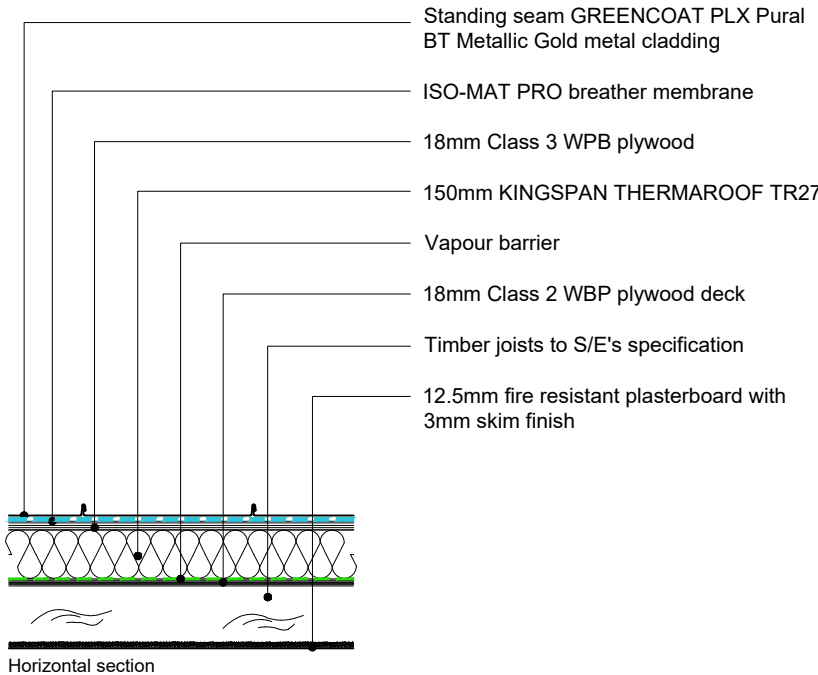 Standing seam GREENCOAT PLX Pural
BT Metallic Gold metal cladding
ISO-MAT PRO breather membrane
18mm Class 3 WPB plywood
150mm KINGSPAN THERMAROOF TR27
Vapour barrier
18mm Class 2 WBP plywood deck
Timber joists to S/E's specification
12.5mm fire resistant plasterboard with
3mm skim finish
Horizontal section